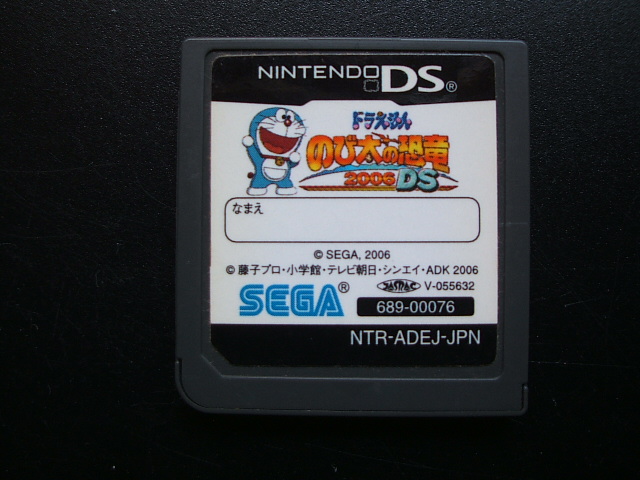 NINTENDO DS®
ドラえもん
のび太の恐竜
2006 DS
なまえ
© SEGA, 2006
© 藤子プロ・小学館・テレビ朝日・シンエイ・ADK 2006
SEGA® JASRAC V-055632
689-00076
NTR-ADEJ-JPN